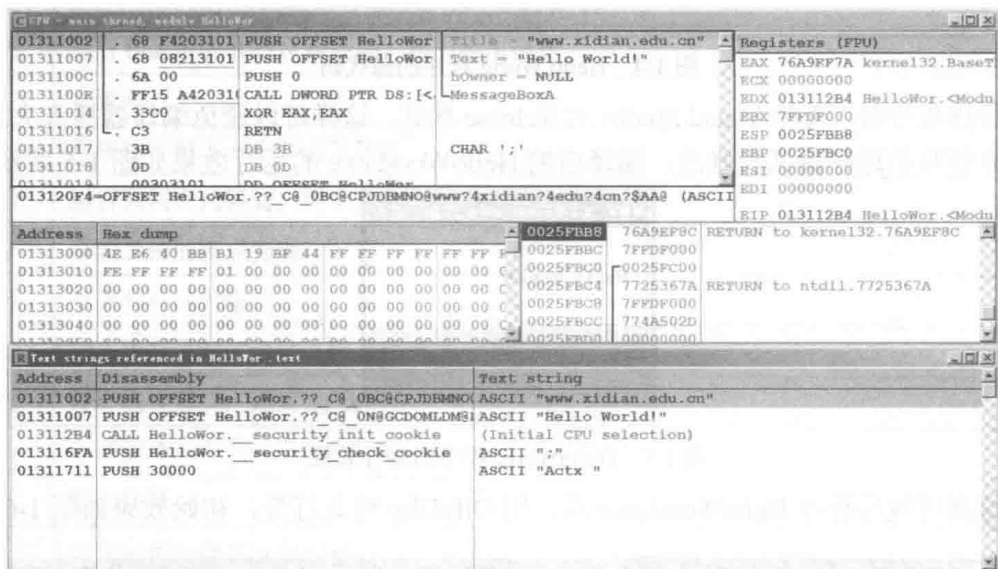 CPU - main thread, module HelloWor
01311002 . 68 F4203101 PUSH OFFSET HelloWor Title = "www.xidian.edu.cn"
01311007 . 68 08213101 PUSH OFFSET HelloWor Text = "Hello World!"
0131100C . 6A 00 PUSH 0 hOwner = NULL
0131100E . FF15 A4203101 CALL DWORD PTR DS:[<. MessageBoxA
01311014 . 33C0 XOR EAX,EAX
01311016 . C3 RETN
01311017 3B DB 3B CHAR ';'
01311018 0D DB 0D
01311019 00303101 DD OFFSET HelloWor
013120F4=OFFSET HelloWor.??_C@_0BC@CPJDBMNO@www?4xidian?4edu?4cn?$AA@ (ASCII
Registers (FPU)
EAX 76A9EF7A kernel32.BaseT
ECX 00000000
EDX 013112B4 HelloWor.<Modu
EBX 7FFDF000
ESP 0025FBB8
EBP 0025FBC0
ESI 00000000
EDI 00000000
EIP 013112B4 HelloWor.<Modu
Address Hex dump
01313000 4E E6 40 BB B1 19 BF 44 FF FF FF FF FF FF F
01313010 FE FF FF FF 01 00 00 00 00 00 00 00 00 00 0
01313020 00 00 00 00 00 00 00 00 00 00 00 00 00 00 0
01313030 00 00 00 00 00 00 00 00 00 00 00 00 00 00 0
01313040 00 00 00 00 00 00 00 00 00 00 00 00 00 00 0
0025FBB8 76A9EF8C RETURN to kernel32.76A9EF8C
0025FBBC 7FFDF000
0025FBC0 0025FC00
0025FBC4 7725367A RETURN to ntdll.7725367A
0025FBC8 7FFDF000
0025FBCC 774A502D
0025FBD0 00000000
Text strings referenced in HelloWor:.text
Address Disassembly Text string
01311002 PUSH OFFSET HelloWor.??_C@_0BC@CPJDBMNO@ ASCII "www.xidian.edu.cn"
01311007 PUSH OFFSET HelloWor.??_C@_0N@GCDOMLDM@ ASCII "Hello World!"
013112B4 CALL HelloWor.__security_init_cookie (Initial CPU selection)
013116FA PUSH HelloWor.__security_check_cookie ASCII ";"
01311711 PUSH 30000 ASCII "Actx "